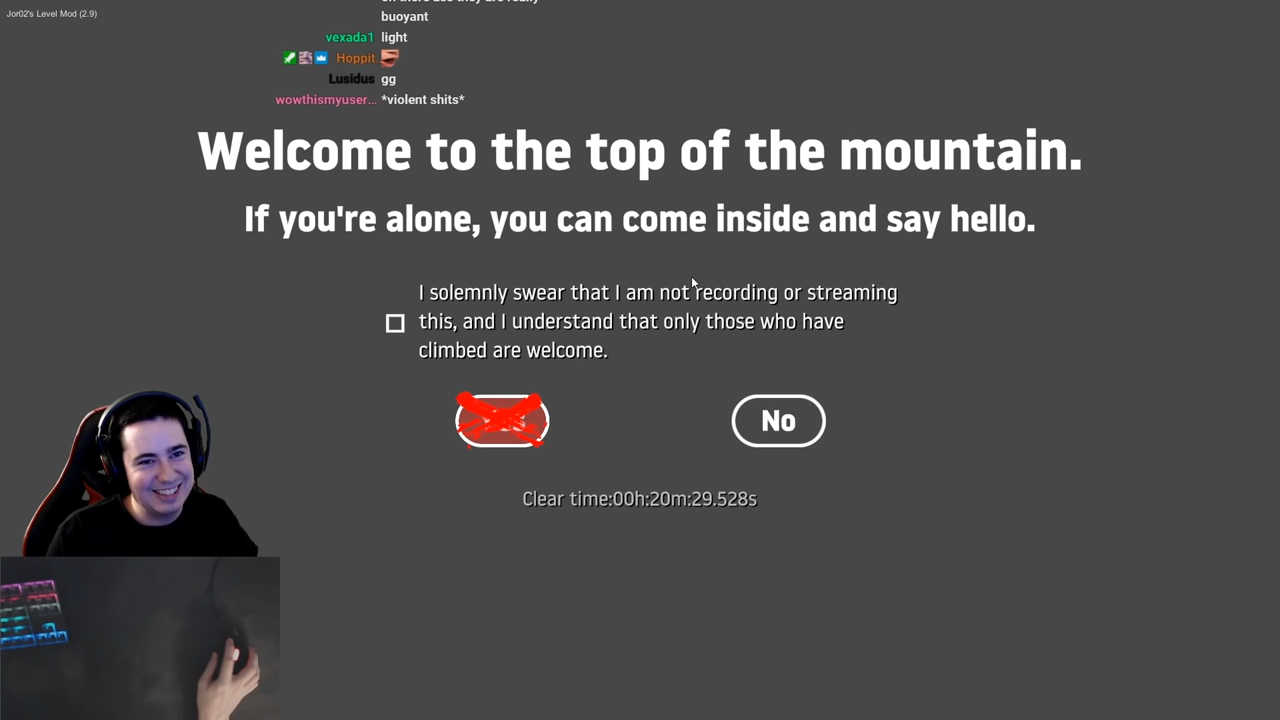 Jor02's Level Mod (2.9)
buoyant
vexada1 light
Hoppit
Lusidus gg
wowthismyuser... *violent shits*
Welcome to the top of the mountain.
If you're alone, you can come inside and say hello.
I solemnly swear that I am not recording or streaming
this, and I understand that only those who have
climbed are welcome.
No
Clear time:00h:20m:29.528s